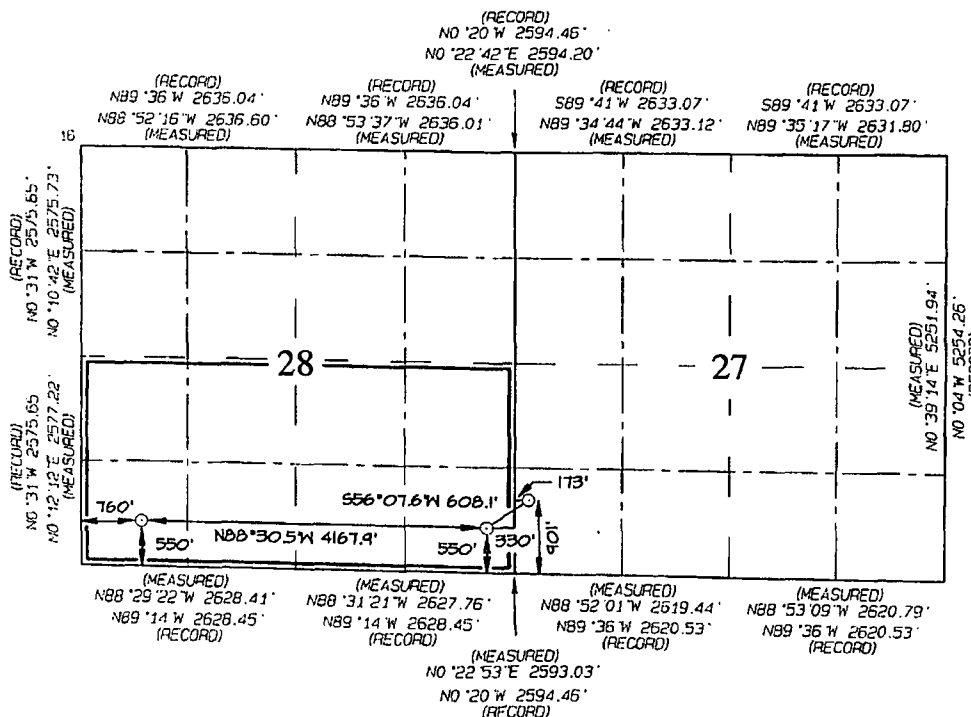 (RECORD)
N0 °20 'W 2594.46'
N0 °22 '42 "E 2594.20'
(MEASURED)
(RECORD)
N89 °36 'W 2636.04'
N88 °52 '16 "W 2636.60'
(MEASURED)
(RECORD)
N89 °36 'W 2636.04'
N88 °53 '37 "W 2636.01'
(MEASURED)
(RECORD)
S89 °41 'W 2633.07'
N89 °34 '44 "W 2633.12'
(MEASURED)
(RECORD)
S89 °41 'W 2633.07'
N89 °35 '17 "W 2631.80'
(MEASURED)
16
(RECORD)
N0 °31 'W 2575.65'
N0 °10 '42 "E 2575.73'
(MEASURED)
28
27
(MEASURED)
N0 °39 '14 "E 5251.94'
N0 °04 'W 5254.26'
(RECORD)
(RECORD)
N0 °31 'W 2575.65
N0 °12 '12 "E 2577.22'
(MEASURED)
760'
S56°07.6'W 608.1'
173'
N88°30.5'W 4167.9'
550'
550'
330'
901'
(MEASURED)
N88 °29 '22 "W 2628.41'
N89 °14 'W 2628.45'
(RECORD)
(MEASURED)
N88 °31 '21 "W 2627.76'
N89 °14 'W 2628.45'
(RECORD)
(MEASURED)
N88 °52 '01 "W 2619.44'
N89 °36 'W 2620.53'
(RECORD)
(MEASURED)
N88 °53 '09 "W 2620.79'
N89 °36 'W 2620.53'
(RECORD)
(MEASURED)
N0 °22 '53 "E 2593.03'
N0 °20 'W 2594.46'
(RECORD)